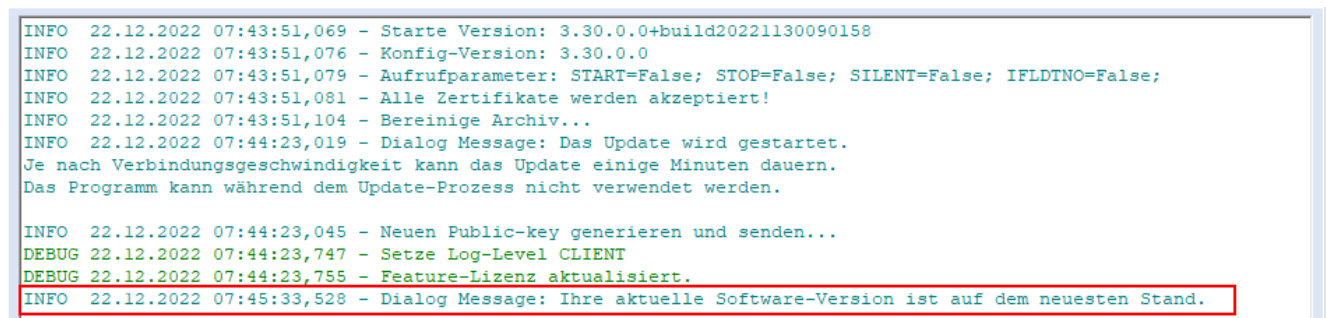 INFO  22.12.2022 07:43:51,069 - Starte Version: 3.30.0.0+build20221130090158
INFO  22.12.2022 07:43:51,076 - Konfig-Version: 3.30.0.0
INFO  22.12.2022 07:43:51,079 - Aufrufparameter: START=False; STOP=False; SILENT=False; IFLDTNO=False;
INFO  22.12.2022 07:43:51,081 - Alle Zertifikate werden akzeptiert!
INFO  22.12.2022 07:43:51,104 - Bereinige Archiv...
INFO  22.12.2022 07:44:23,019 - Dialog Message: Das Update wird gestartet.
Je nach Verbindungsgeschwindigkeit kann das Update einige Minuten dauern.
Das Programm kann während dem Update-Prozess nicht verwendet werden.
INFO  22.12.2022 07:44:23,045 - Neuen Public-key generieren und senden...
DEBUG 22.12.2022 07:44:23,747 - Setze Log-Level CLIENT
DEBUG 22.12.2022 07:44:23,755 - Feature-Lizenz aktualisiert.
INFO  22.12.2022 07:45:33,528 - Dialog Message: Ihre aktuelle Software-Version ist auf dem neuesten Stand.